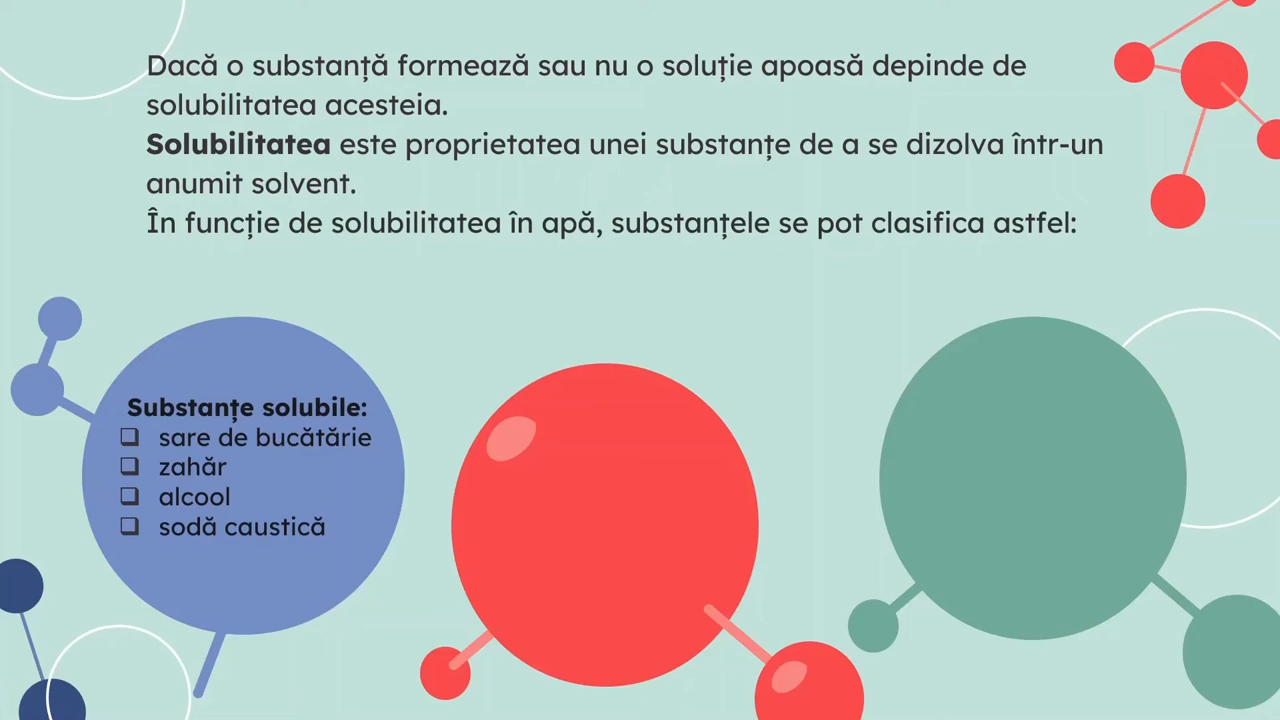 Dacă o substanță formează sau nu o soluție apoasă depinde de
solubilitatea acesteia.
Solubilitatea este proprietatea unei substanțe de a se dizolva într-un
anumit solvent.
În funcție de solubilitatea în apă, substanțele se pot clasifica astfel:
Substanțe solubile:
❑ sare de bucătărie
❑ zahăr
❑ alcool
❑ sodă caustică